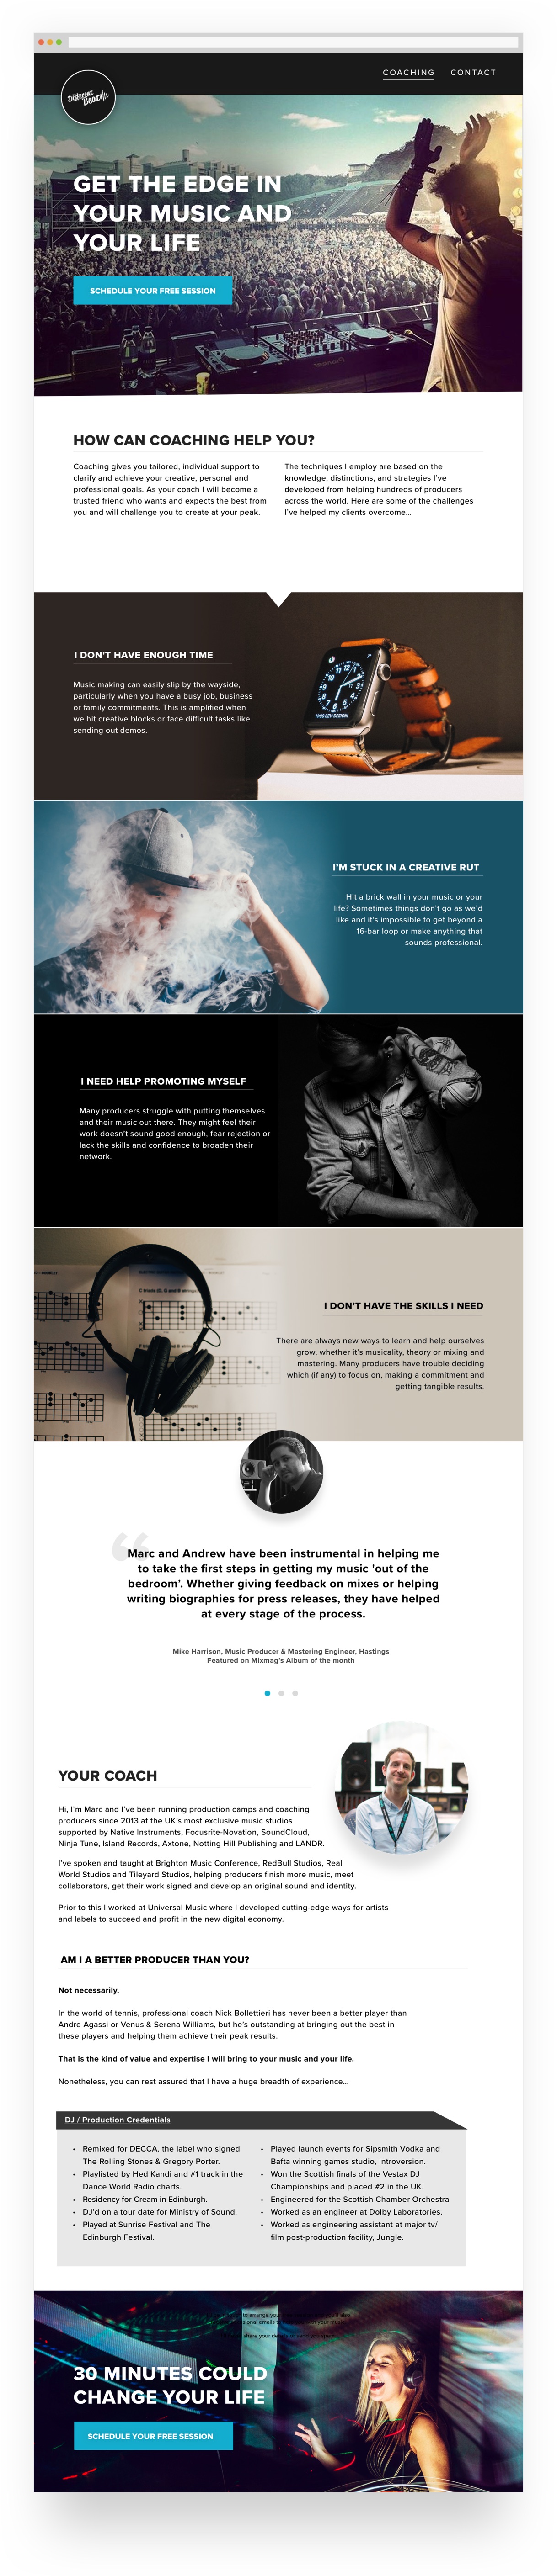 COACHING CONTACT
Different
Beach
GET THE EDGE IN
YOUR MUSIC AND
YOUR LIFE
SCHEDULE YOUR FREE SESSION
HOW CAN COACHING HELP YOU?
Coaching gives you tailored, individual support to
clarify and achieve your creative, personal and
professional goals. As your coach I will become a
trusted friend who wants and expects the best from
you and will challenge you to create at your peak.
The techniques I employ are based on the
knowledge, distinctions, and strategies I've
developed from helping hundreds of producers
across the world. Here are some of the challenges
I've helped my clients overcome...
I DON'T HAVE ENOUGH TIME
Music making can easily slip by the wayside,
particularly when you have a busy job, business
or family commitments. This is amplified when
we hit creative blocks or face difficult tasks like
sending out demos.
I'M STUCK IN A CREATIVE RUT
Hit a brick wall in your music or your
life? Sometimes things don't go as we'd
like and it's impossible to get beyond a
16-bar loop or make anything that
sounds professional.
I NEED HELP PROMOTING MYSELF
Many producers struggle with putting themselves
and their music out there. They might feel their
work doesn't sound good enough, fear rejection or
lack the skills and confidence to broaden their
network.
I DON'T HAVE THE SKILLS I NEED
There are always new ways to learn and help ourselves
grow, whether it's musicality, theory or mixing and
mastering. Many producers have trouble deciding
which (if any) to focus on, making a commitment and
getting tangible results.
“
Marc and Andrew have been instrumental in helping me
to take the first steps in getting my music 'out of the
bedroom'. Whether giving feedback on mixes or helping
writing biographies for press releases, they have helped
at every stage of the process.
Mike Harrison, Music Producer & Mastering Engineer, Hastings
Featured on Mixmag's Album of the month
YOUR COACH
Hi, I'm Marc and I've been running production camps and coaching
producers since 2013 at the UK's most exclusive music studios
supported by Native Instruments, Focusrite-Novation, SoundCloud,
Ninja Tune, Island Records, Axtone, Notting Hill Publishing and LANDR.
I've spoken and taught at Brighton Music Conference, RedBull Studios, Real
World Studios and Tileyard Studios, helping producers finish more music, meet
collaborators, get their work signed and develop an original sound and identity.
Prior to this I worked at Universal Music where I developed cutting-edge ways for artists
and labels to succeed and profit in the new digital economy.
AM I A BETTER PRODUCER THAN YOU?
Not necessarily.
In the world of tennis, professional coach Nick Bollettieri has never been a better player than
Andre Agassi or Venus & Serena Williams, but he's outstanding at bringing out the best in
these players and helping them achieve their peak results.
That is the kind of value and expertise I will bring to your music and your life.
Nonetheless, you can rest assured that I have a huge breadth of experience...
DJ / Production Credentials
• Remixed for DECCA, the label who signed
The Rolling Stones & Gregory Porter.
• Playlisted by Hed Kandi and #1 track in the
Dance World Radio charts.
• Residency for Cream in Edinburgh.
• DJ'd on a tour date for Ministry of Sound.
• Played at Sunrise Festival and The
Edinburgh Festival.
• Played launch events for Sipsmith Vodka and
Bafta winning games studio, Introversion.
• Won the Scottish finals of the Vestax DJ
Championships and placed #2 in the UK.
• Engineered for the Scottish Chamber Orchestra
• Worked as an engineer at Dolby Laboratories.
• Worked as engineering assistant at major tv/
film post-production facility, Jungle.
30 MINUTES COULD
CHANGE YOUR LIFE
SCHEDULE YOUR FREE SESSION